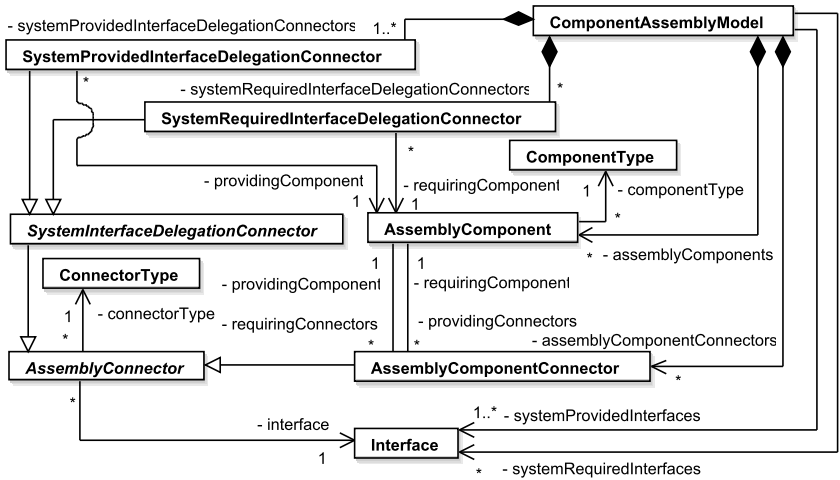 - systemProvidedInterfaceDelegationConnectors
1..*
ComponentAssemblyModel
SystemProvidedInterfaceDelegationConnector
*
- systemRequiredInterfaceDelegationConnectors
*
SystemRequiredInterfaceDelegationConnector
*
ComponentType
- providingComponent
1
- requiringComponent
1
1
- componentType
*
SystemInterfaceDelegationConnector
AssemblyComponent
* - assemblyComponents
ConnectorType
1
1
- providingComponent
- requiringComponent
1
- connectorType
*
- requiringConnectors
*
- providingConnectors
*
- assemblyComponentConnectors
AssemblyConnector
AssemblyComponentConnector
*
*
- interface
1
1..* - systemProvidedInterfaces
Interface
* - systemRequiredInterfaces